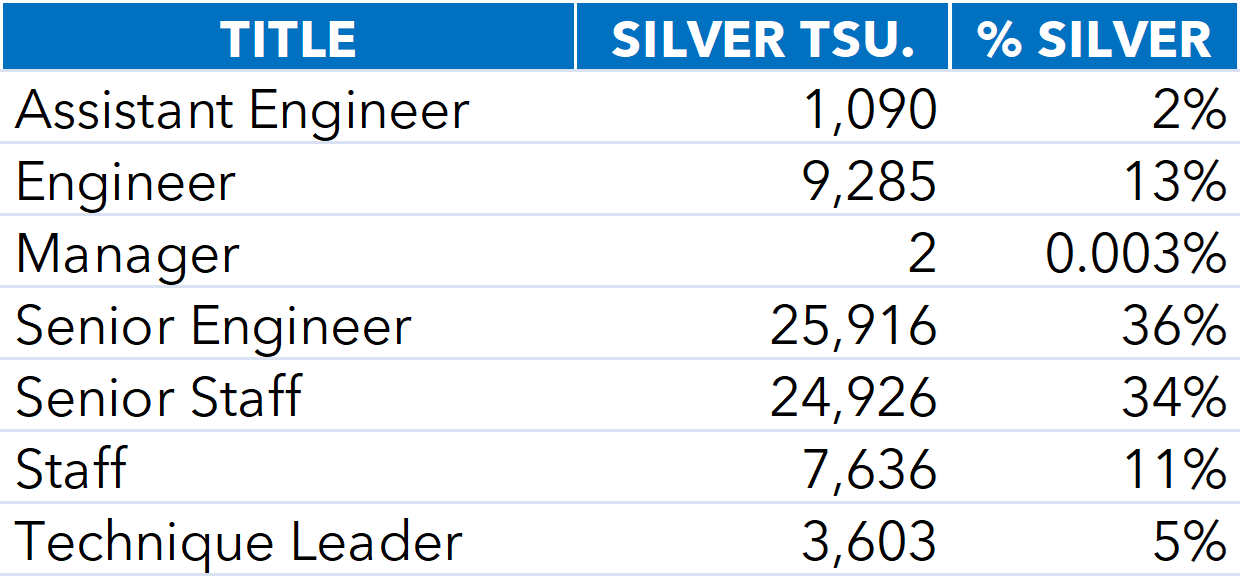 TITLE SILVER TSU. % SILVER
Assistant Engineer 1,090 2%
Engineer 9,285 13%
Manager 2 0.003%
Senior Engineer 25,916 36%
Senior Staff 24,926 34%
Staff 7,636 11%
Technique Leader 3,603 5%